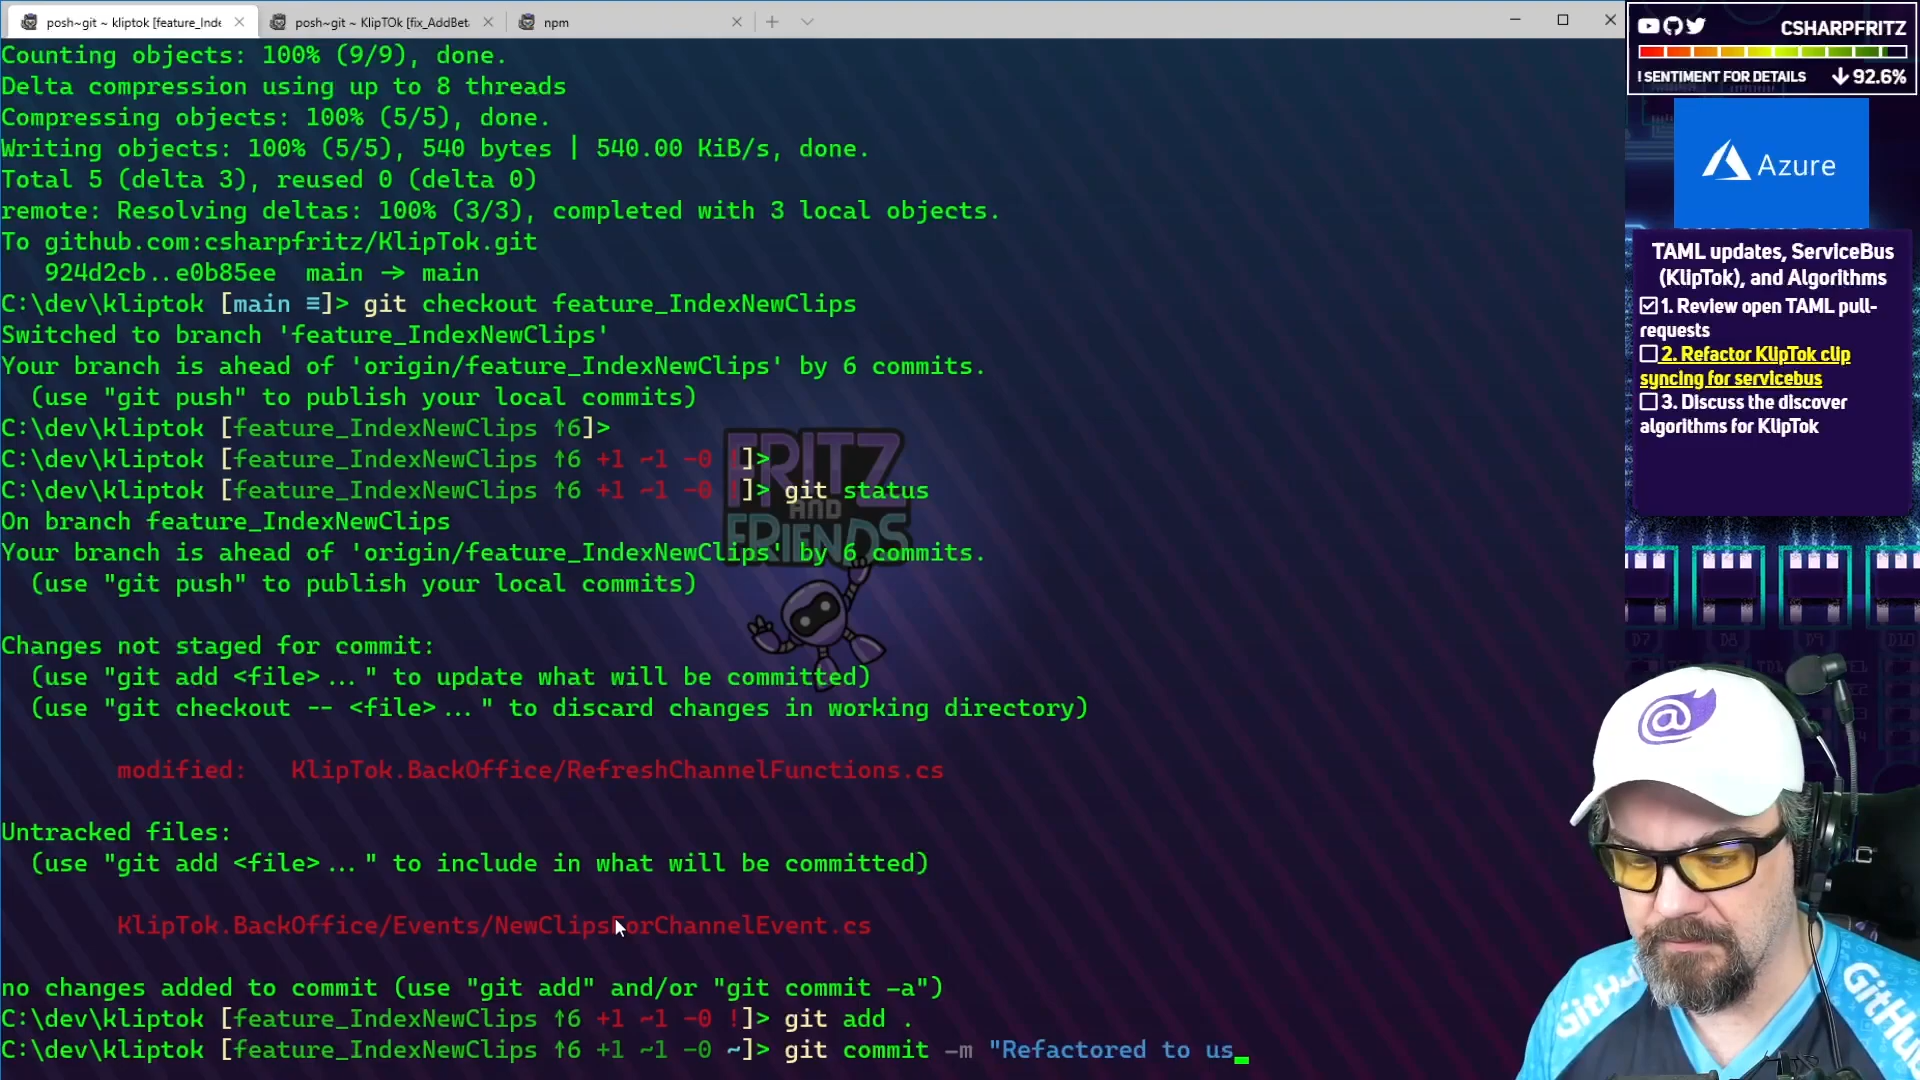 posh~git ~ kliptok [feature_Inde
posh~git ~ KlipTOk [fix_AddBet
npm
Counting objects: 100% (9/9), done.
Delta compression using up to 8 threads
Compressing objects: 100% (5/5), done.
Writing objects: 100% (5/5), 540 bytes | 540.00 KiB/s, done.
Total 5 (delta 3), reused 0 (delta 0)
remote: Resolving deltas: 100% (3/3), completed with 3 local objects.
To github.com:csharpfritz/KlipTok.git
924d2cb..e0b85ee main -> main
C:\dev\kliptok [main ≡]> git checkout feature_IndexNewClips
Switched to branch 'feature_IndexNewClips'
Your branch is ahead of 'origin/feature_IndexNewClips' by 6 commits.
(use "git push" to publish your local commits)
C:\dev\kliptok [feature_IndexNewClips ↑6]>
C:\dev\kliptok [feature_IndexNewClips ↑6 +1 ~1 -0 !]>
C:\dev\kliptok [feature_IndexNewClips ↑6 +1 ~1 -0 !]> git status
On branch feature_IndexNewClips
Your branch is ahead of 'origin/feature_IndexNewClips' by 6 commits.
(use "git push" to publish your local commits)
Changes not staged for commit:
(use "git add <file>..." to update what will be committed)
(use "git checkout -- <file>..." to discard changes in working directory)
modified: KlipTok.BackOffice/RefreshChannelFunctions.cs
Untracked files:
(use "git add <file>..." to include in what will be committed)
KlipTok.BackOffice/Events/NewClipsForChannelEvent.cs
no changes added to commit (use "git add" and/or "git commit -a")
C:\dev\kliptok [feature_IndexNewClips ↑6 +1 ~1 -0 !]> git add .
C:\dev\kliptok [feature_IndexNewClips ↑6 +1 ~1 -0 ~]> git commit -m "Refactored to us
FRITZ
AND
FRIENDS
CSHARPFRITZ
! SENTIMENT FOR DETAILS ↓92.6%
Azure
TAML updates, ServiceBus
(KlipTok), and Algorithms
☑1. Review open TAML pull-
requests
☐2. Refactor KlipTok clip
syncing for servicebus
☐3. Discuss the discover
algorithms for KlipTok
D7 D8 D9 D10
@
GitHub
GitHub